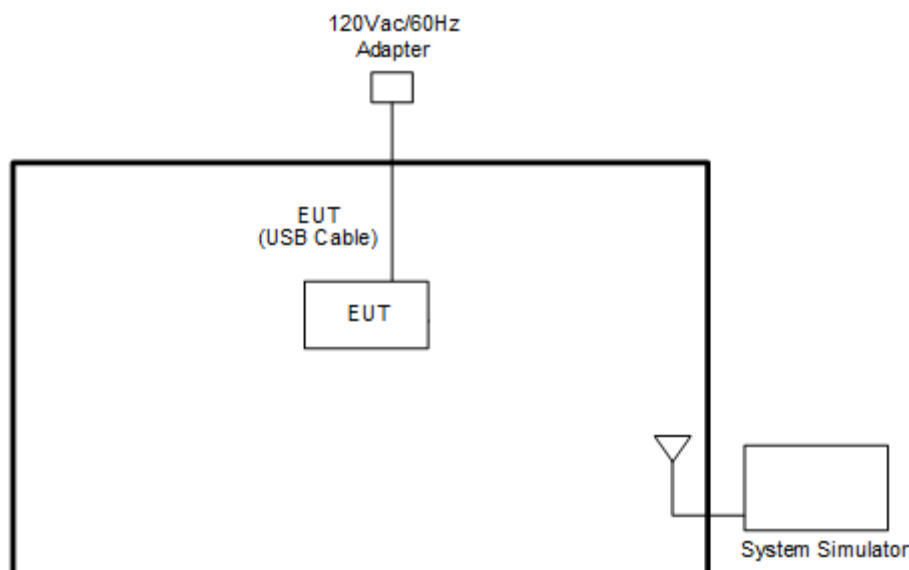 120Vac/60Hz
Adapter
EUT
(USB Cable)
EUT
System Simulator